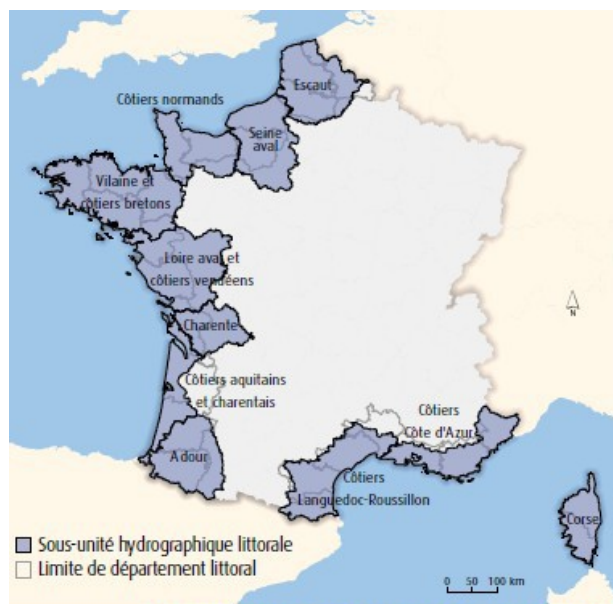 Escaut
Côtiers normands
Seine
aval
Vilaine et
côtiers bretons
Loire aval et
côtiers vendéens
Charente
Côtiers aquitains
et charentais
Côtiers
Côte d'Azur
Adour
Côtiers
Languedoc-Roussillon
Corse
N
Sous-unité hydrographique littorale
Limite de département littoral
0 50 100 km